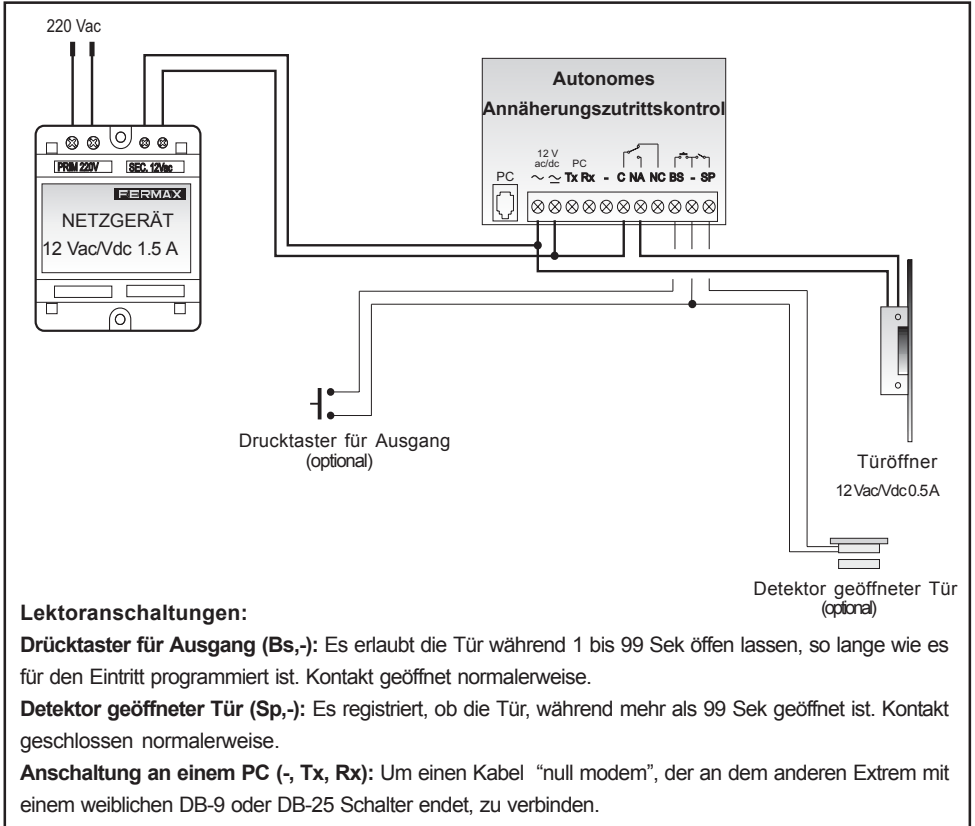 220 Vac
PRIM 220V SEC. 12Vac
FERMAX
NETZGERÄT
12 Vac/Vdc 1.5 A
Autonomes
Annäherungszutrittskontrol
12 V
ac/dc PC
PC ~ ≂ Tx Rx - C NA NC BS - SP
Drucktaster für Ausgang
(optional)
Türöffner
12 Vac/Vdc 0.5 A
Detektor geöffneter Tür
(optional)
Lektoranschaltungen:
Drücktaster für Ausgang (Bs,-): Es erlaubt die Tür während 1 bis 99 Sek öffen lassen, so lange wie es
für den Eintritt programmiert ist. Kontakt geöffnet normalerweise.
Detektor geöffneter Tür (Sp,-): Es registriert, ob die Tür, während mehr als 99 Sek geöffnet ist. Kontakt
geschlossen normalerweise.
Anschaltung an einem PC (-, Tx, Rx): Um einen Kabel “null modem”, der an dem anderen Extrem mit
einem weiblichen DB-9 oder DB-25 Schalter endet, zu verbinden.